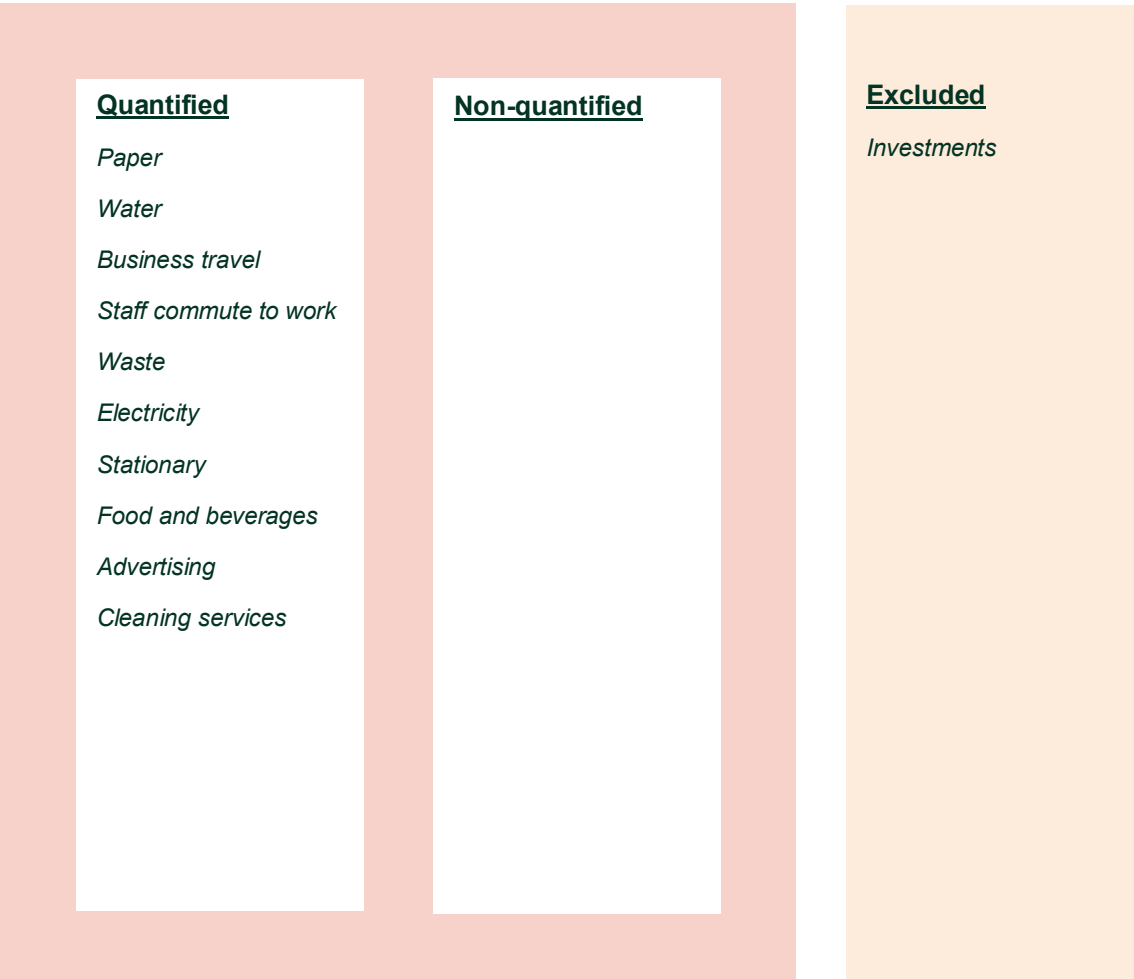 Quantified
Paper
Water
Business travel
Staff commute to work
Waste
Electricity
Stationary
Food and beverages
Advertising
Cleaning services
Non-quantified
Excluded
Investments